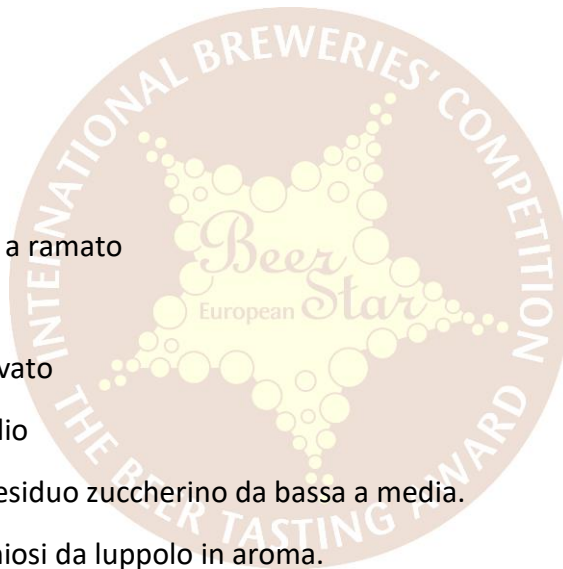 INTERNATIONAL BREWERIES' COMPETITION
a ramato
Beer
European Star
vato
dio
esiduo zuccherino da bassa a media.
niosi da luppolo in aroma.
THE BEER TASTING AWARD